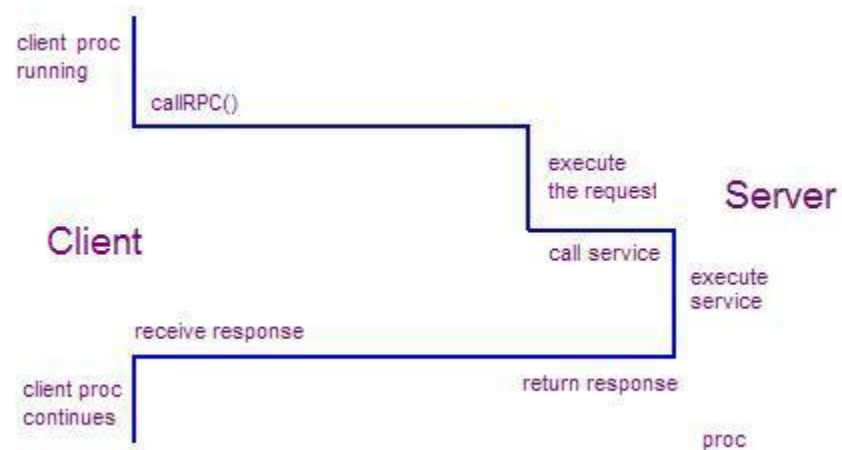 client proc
running
callRPC()
execute
the request
Server
Client
call service
execute
service
receive response
return response
client proc
continues
proc